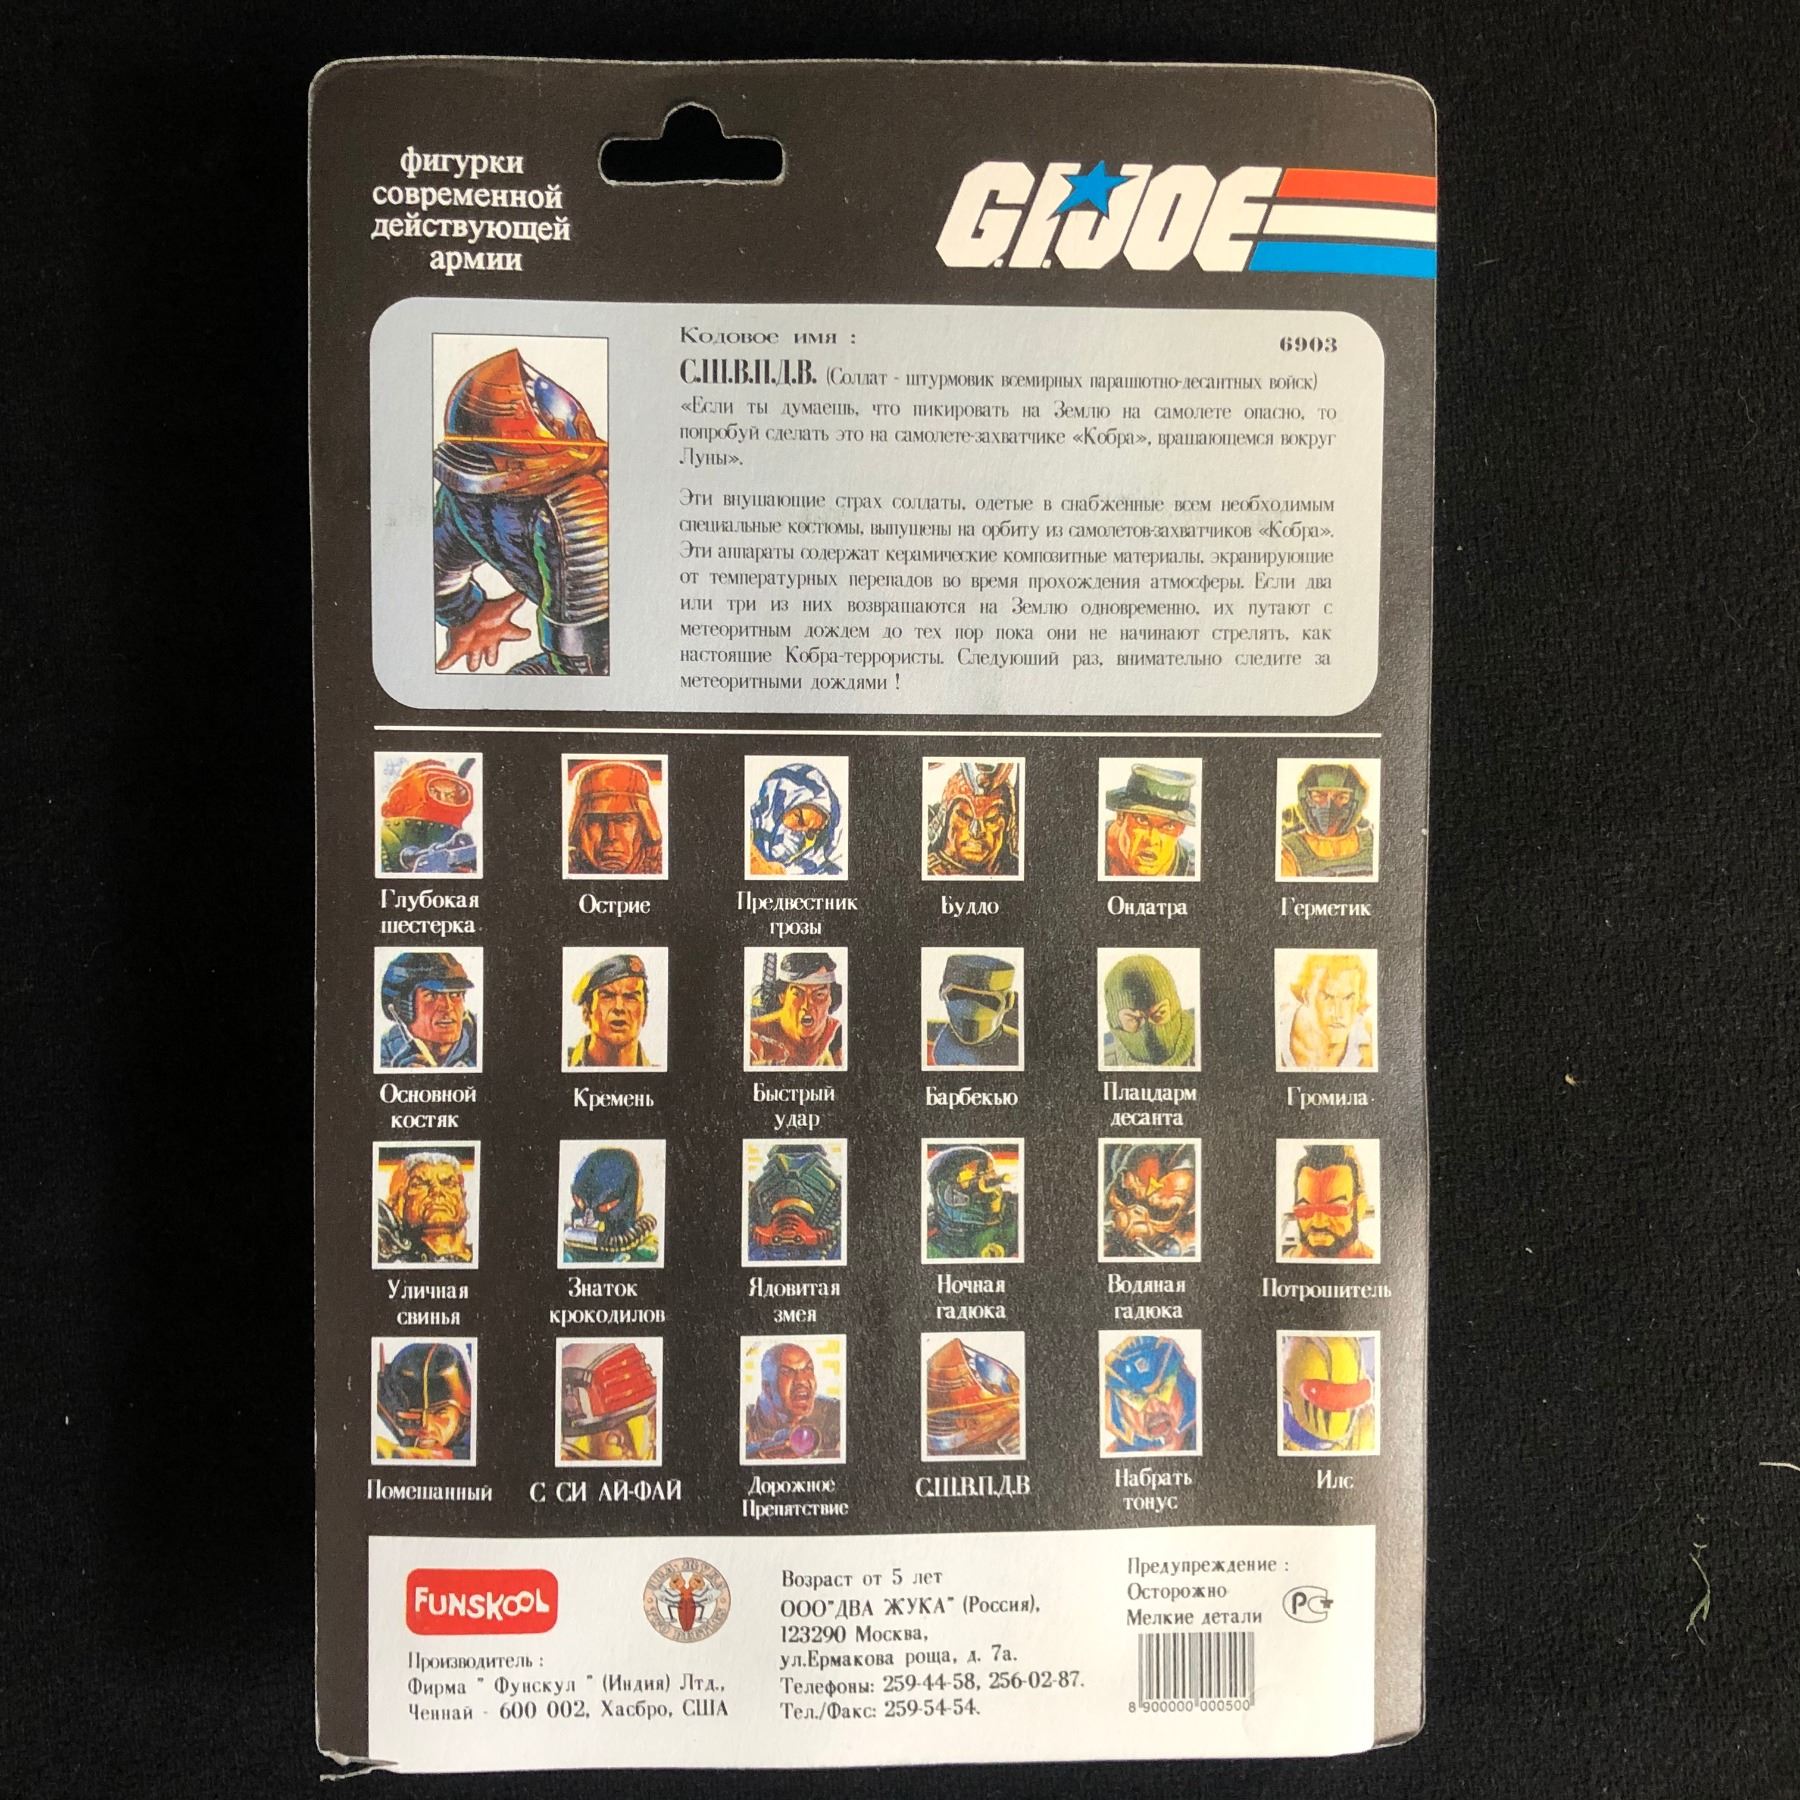 фигурки
современной
действующей
армии
G.I.JOE
Кодовое имя :
6903
С.Ш.В.П.Д.В. (Солдат - штурмовик всемирных парашютно-десантных войск)
«Если ты думаешь, что пикировать на Землю на самолете опасно, то
попробуй сделать это на самолете-захватчике «Кобра», вращающемся вокруг
Луны».
Эти внушающие страх солдаты, одетые в снабженные всем необходимым
специальные костюмы, выпущены на орбиту из самолетов-захватчиков «Кобра».
Эти аппараты содержат керамические композитные материалы, экранирующие
от температурных перепадов во время прохождения атмосферы. Если два
или три из них возвращаются на Землю одновременно, их путают с
метеоритным дождем до тех пор пока они не начинают стрелять, как
настоящие Кобра-террористы. Следующий раз, внимательно следите за
метеоритными дождями !
Глубокая
шестерка
Острие
Предвестник
грозы
Буддо
Ондатра
Герметик
Основной
костяк
Кремень
Быстрый
удар
Барбекью
Плацдарм
десанта
Громила
Уличная
свинья
Знаток
крокодилов
Ядовитая
змея
Ночная
гадюка
Водяная
гадюка
Потрошитель
Помешанный
С СИ АЙ-ФАЙ
Дорожное
Препятствие
С.Ш.В.П.Д.В
Набрать
тонус
Илс
FUNSKOOL
Производитель :
Фирма " Фунскул " (Индия) Лтд.,
Ченнай - 600 002, Хасбро, США
Возраст от 5 лет
ООО"ДВА ЖУКА" (Россия),
123290 Москва,
ул.Ермакова роща, д. 7а.
Телефоны: 259-44-58, 256-02-87.
Тел./Факс: 259-54-54.
Предупреждение :
Осторожно
Мелкие детали
РСТ
8 900000 000500